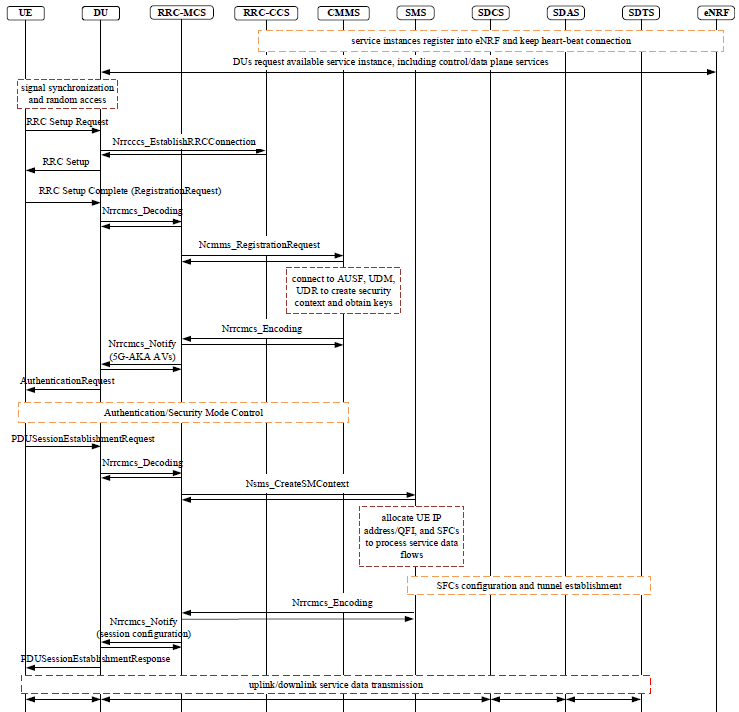 UE DU RRC-MCS RRC-CCS CMMS SMS SDCS SDAS SDTS eNRF
service instances register into eNRF and keep heart-beat connection
DUs request available service instance, including control/data plane services
signal synchronization
and random access
RRC Setup Request
Nrrcccs_EstablishRRCConnection
RRC Setup
RRC Setup Complete (RegistrationRequest)
Nrrcmcs_Decoding
Ncmms_RegistrationRequest
connect to AUSF, UDM,
UDR to create security
context and obtain keys
Nrrcmcs_Encoding
Nrrcmcs_Notify
(5G-AKA AVs)
AuthenticationRequest
Authentication/Security Mode Control
PDUSessionEstablishmentRequest
Nrrcmcs_Decoding
Nsms_CreateSMContext
allocate UE IP
address/QFI, and SFCs
to process service data
flows
SFCs configuration and tunnel establishment
Nrrcmcs_Encoding
Nrrcmcs_Notify
(session configuration)
PDUSessionEstablishmentResponse
uplink/downlink service data transmission